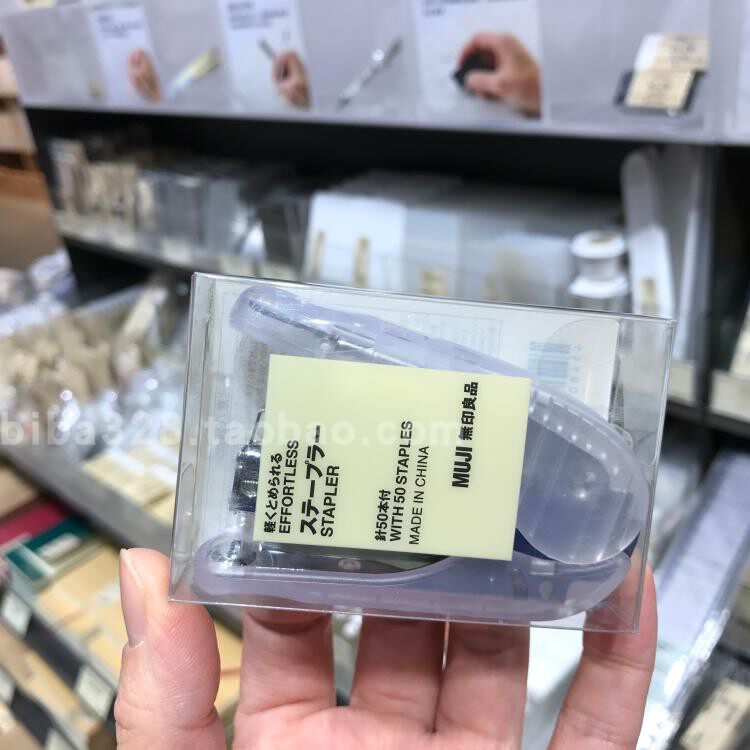 軽くとめられる
EFFORTLESS
ステープラー
STAPLER
針50本付
WITH 50 STAPLES
MADE IN CHINA
MUJI 無印良品
biba328.taobao.com